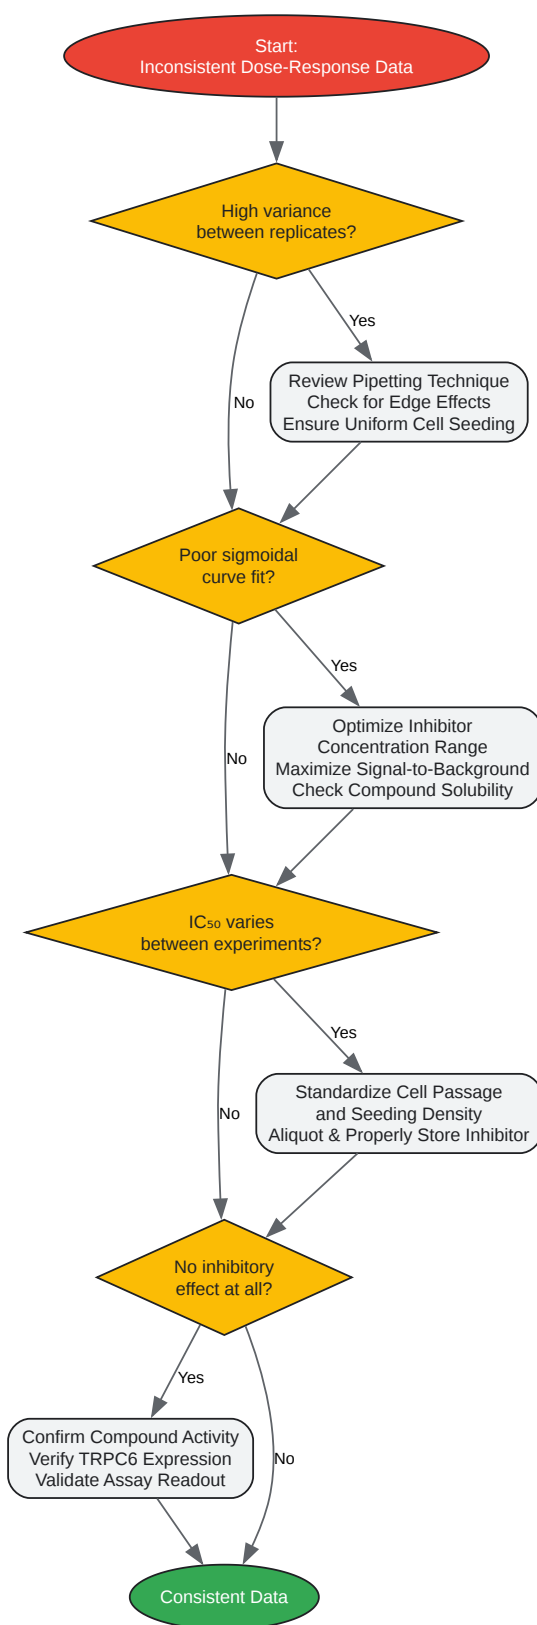 Start:
Inconsistent Dose-Response Data
High variance
between replicates?
Yes
No
Review Pipetting Technique
Check for Edge Effects
Ensure Uniform Cell Seeding
Poor sigmoidal
curve fit?
Yes
No
Optimize Inhibitor
Concentration Range
Maximize Signal-to-Background
Check Compound Solubility
IC₅₀ varies
between experiments?
Yes
No
Standardize Cell Passage
and Seeding Density
Aliquot & Properly Store Inhibitor
No inhibitory
effect at all?
Yes
No
Confirm Compound Activity
Verify TRPC6 Expression
Validate Assay Readout
Consistent Data